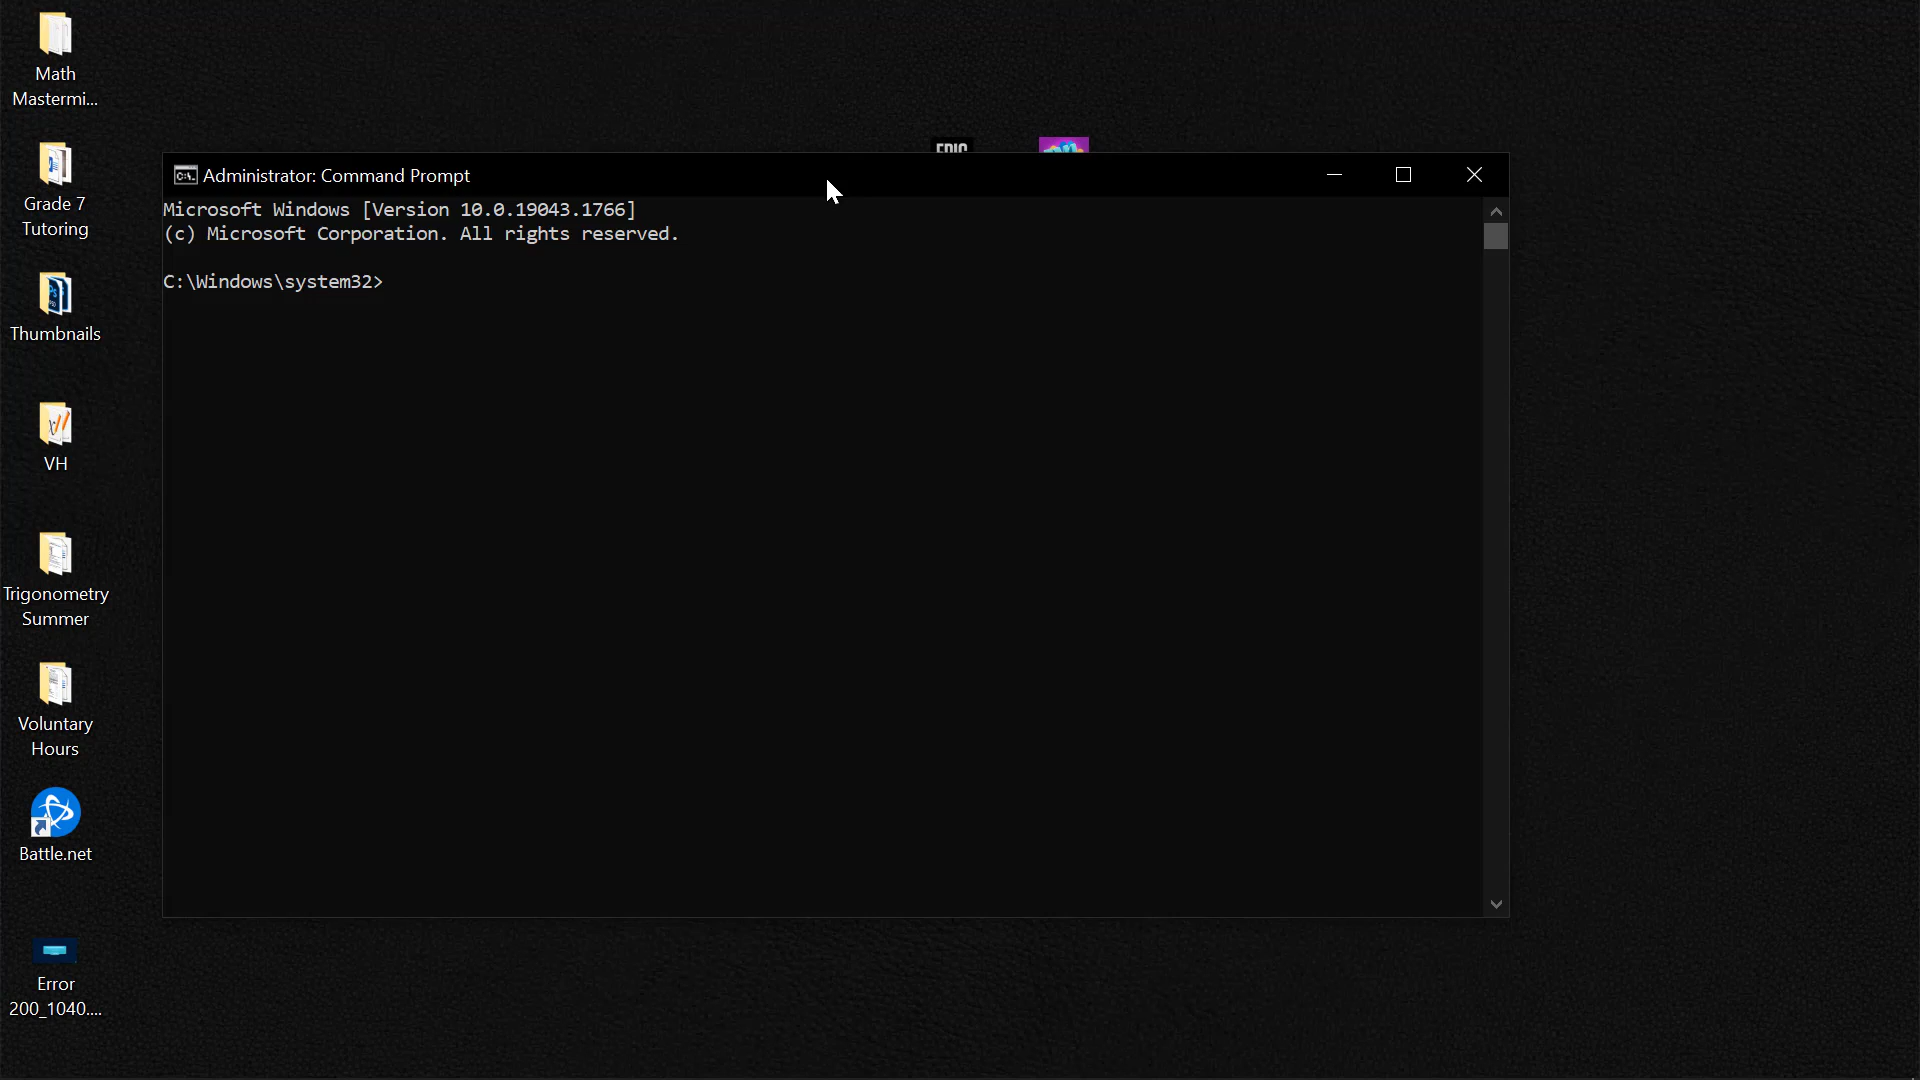 Math
Mastermi...
Grade 7
Tutoring
Thumbnails
VH
Trigonometry
Summer
Voluntary
Hours
Battle.net
Error
200_1040....
EPIC
Administrator: Command Prompt
Microsoft Windows [Version 10.0.19043.1766]
(c) Microsoft Corporation. All rights reserved.
C:\Windows\system32>